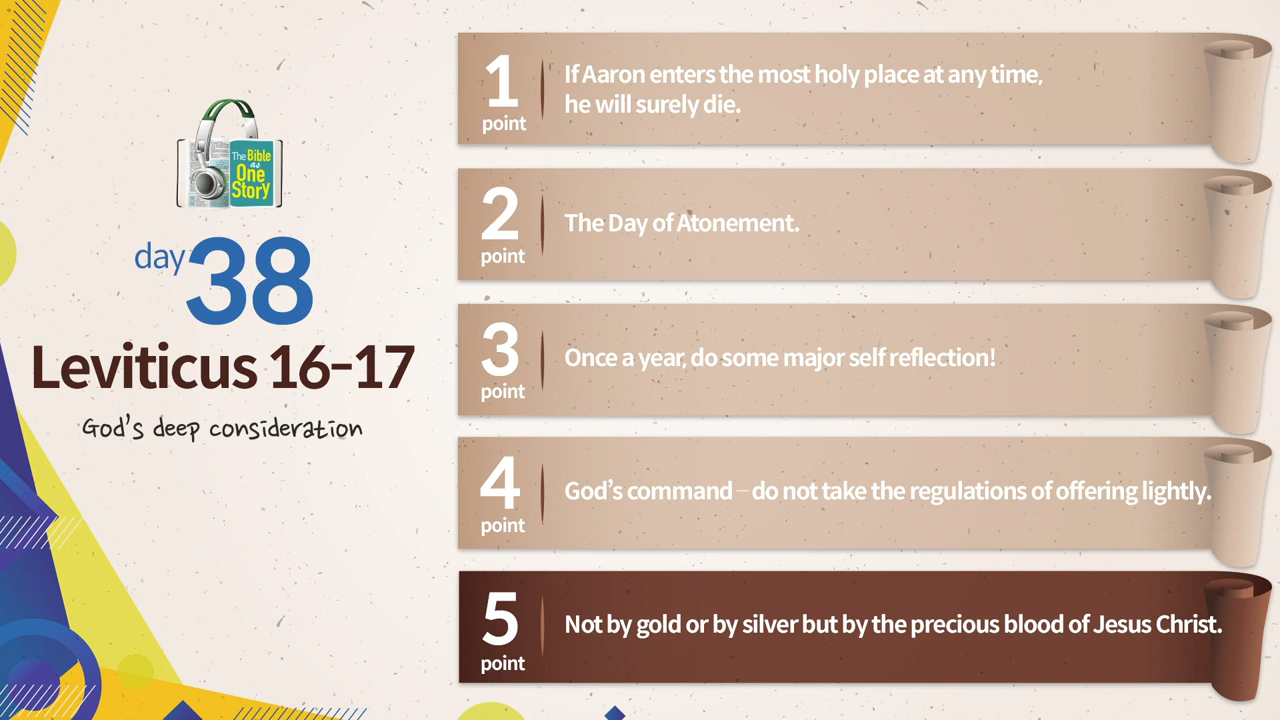 The Bible
as
One
Story
day 38
Leviticus 16-17
God's deep consideration
1
point
If Aaron enters the most holy place at any time,
he will surely die.
2
point
The Day of Atonement.
3
point
Once a year, do some major self reflection!
4
point
God's command – do not take the regulations of offering lightly.
5
point
Not by gold or by silver but by the precious blood of Jesus Christ.